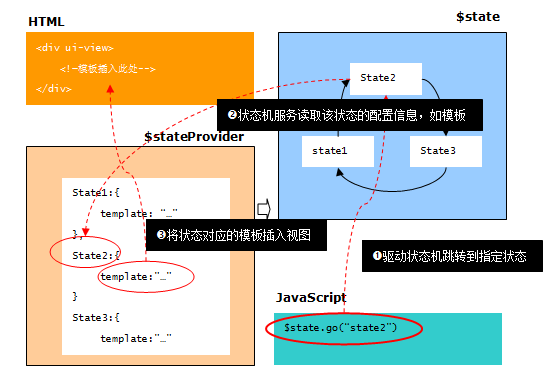 HTML
<div ui-view>
<!--模板插入此处-->
</div>
$state
State2
state1
State3
❷状态机服务读取该状态的配置信息，如模板
$stateProvider
State1:{
template: "…"
},
State2:{
template:"…"
}
State3:{
template:"…"
❸将状态对应的模板插入视图
❶驱动状态机跳转到指定状态
JavaScript
$state.go("state2")